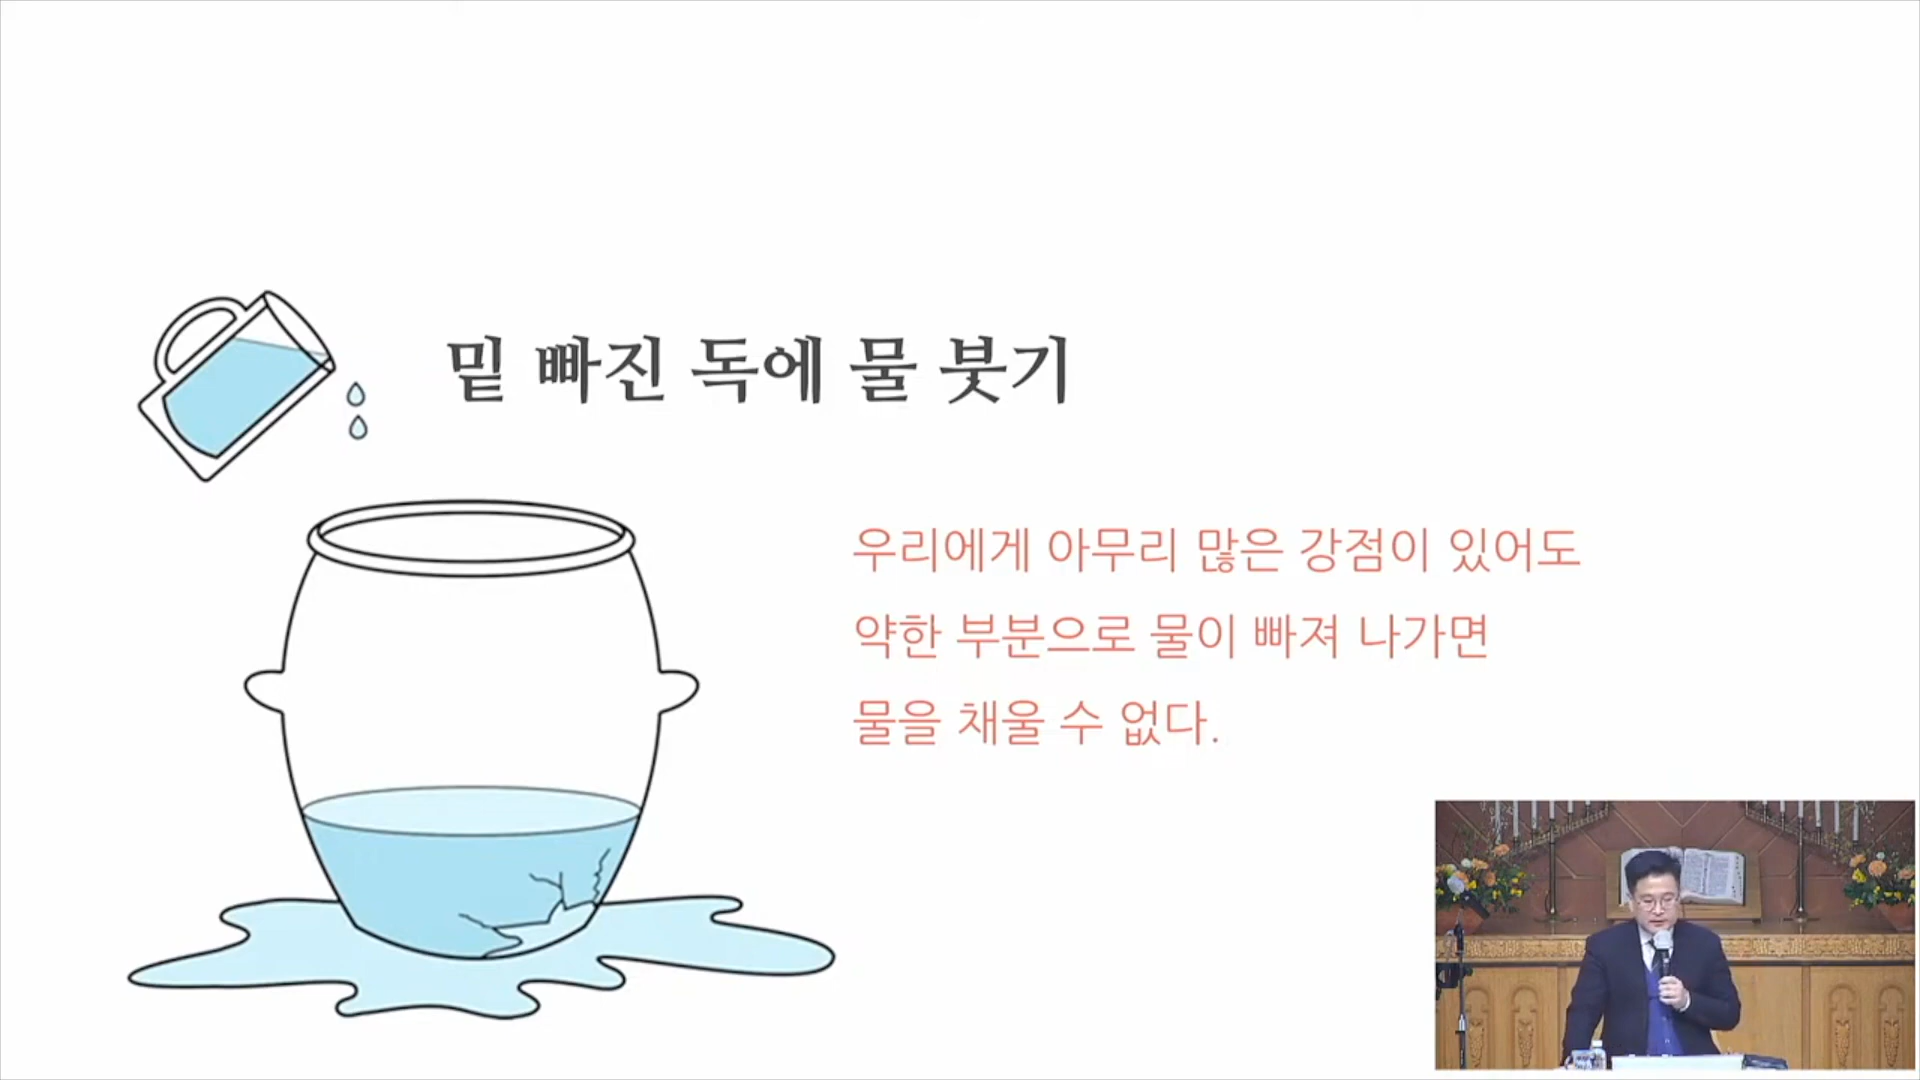 밑 빠진 독에 물 붓기
우리에게 아무리 많은 강점이 있어도
약한 부분으로 물이 빠져 나가면
물을 채울 수 없다.